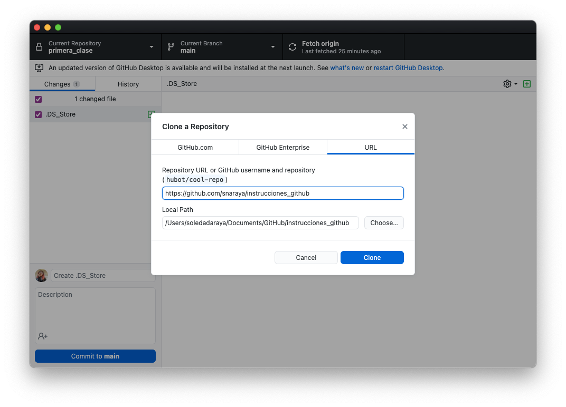 Current Repository
primera_clase
Current Branch
main
Fetch origin
Last fetched 25 minutes ago
An updated version of GitHub Desktop is available and will be installed at the next launch. See what's new or restart GitHub Desktop.
Changes 1
History
.DS_Store
1 changed file
.DS_Store
Clone a Repository
GitHub.com
GitHub Enterprise
URL
Repository URL or GitHub username and repository
(hubot/cool-repo)
https://github.com/snaraya/instrucciones_github
Local Path
/Users/soledadaraya/Documents/GitHub/instrucciones_github
Choose...
Cancel
Clone
Create .DS_Store
Description
Commit to main